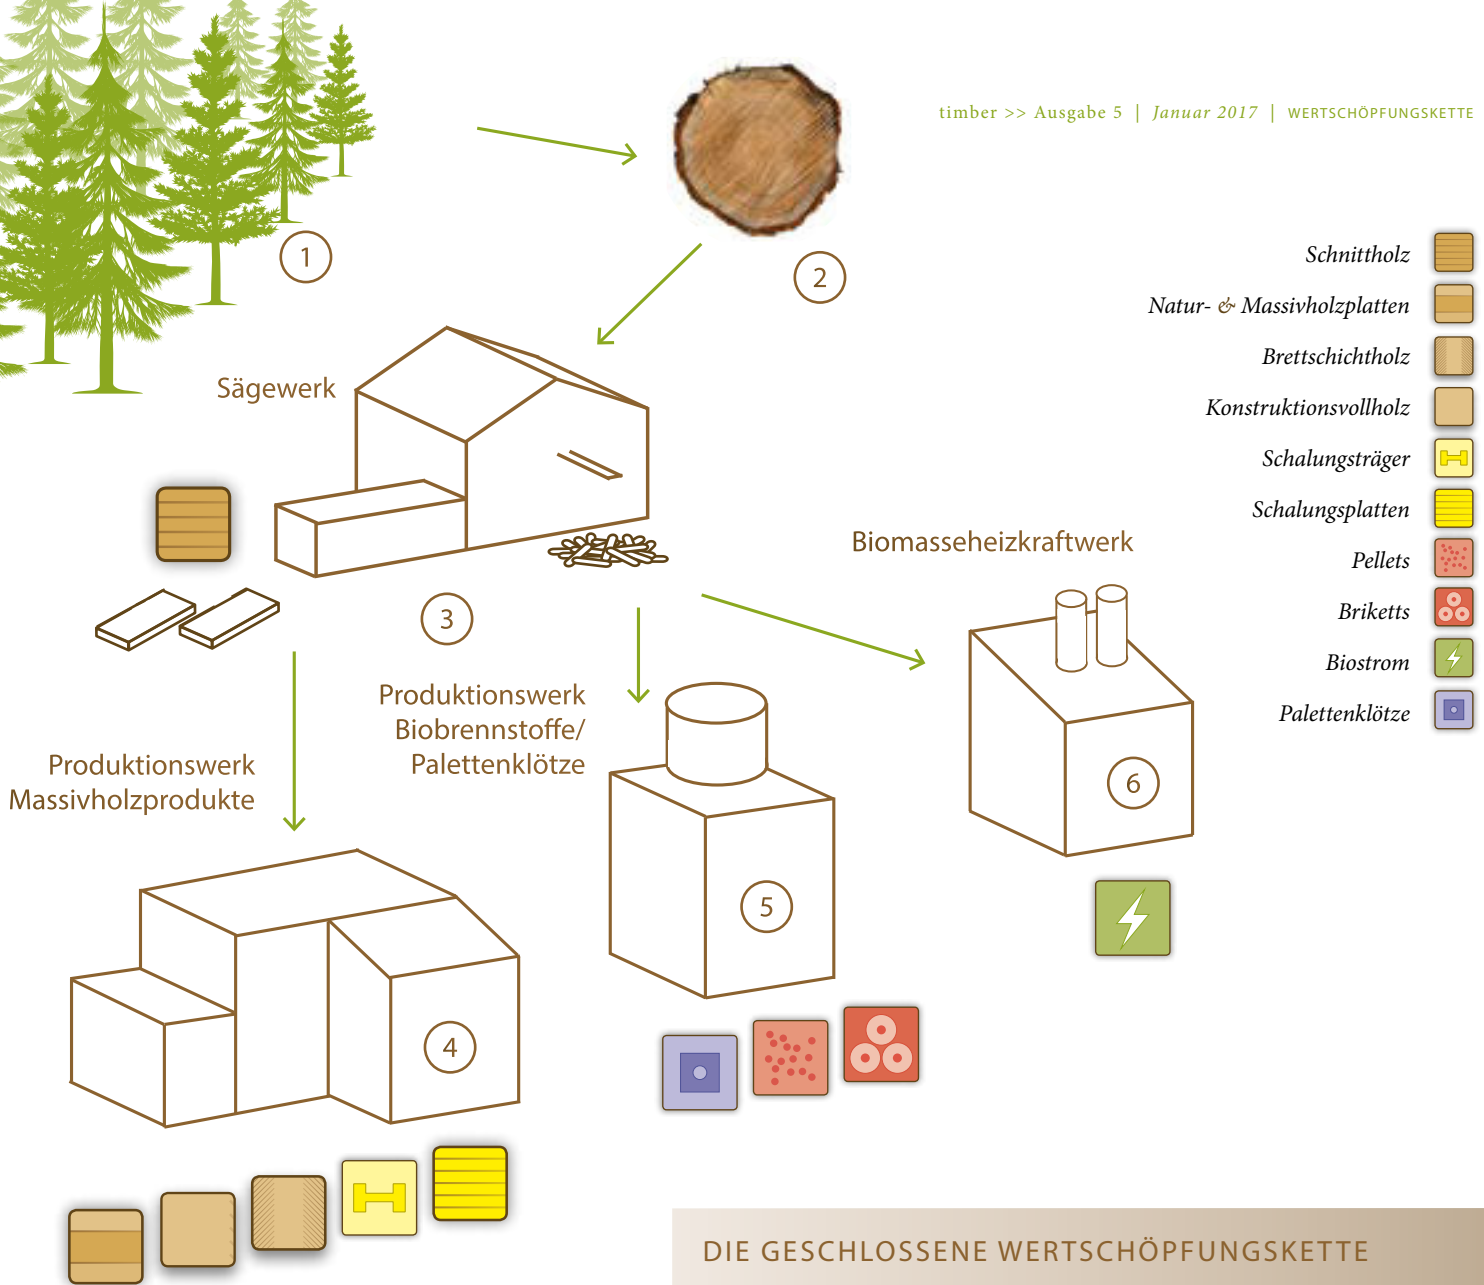 timber >> Ausgabe 5 | Januar 2017 | WERTSCHÖPFUNGSKETTE
1
2
Schnittholz
Natur- & Massivholzplatten
Brettschichtholz
Konstruktionsvollholz
Schalungsträger
Schalungsplatten
Pellets
Briketts
Biostrom
Palettenklötze
Sägewerk
3
Biomasseheizkraftwerk
6
Produktionswerk
Biobrennstoffe/
Palettenklötze
5
Produktionswerk
Massivholzprodukte
4
DIE GESCHLOSSENE WERTSCHÖPFUNGSKETTE